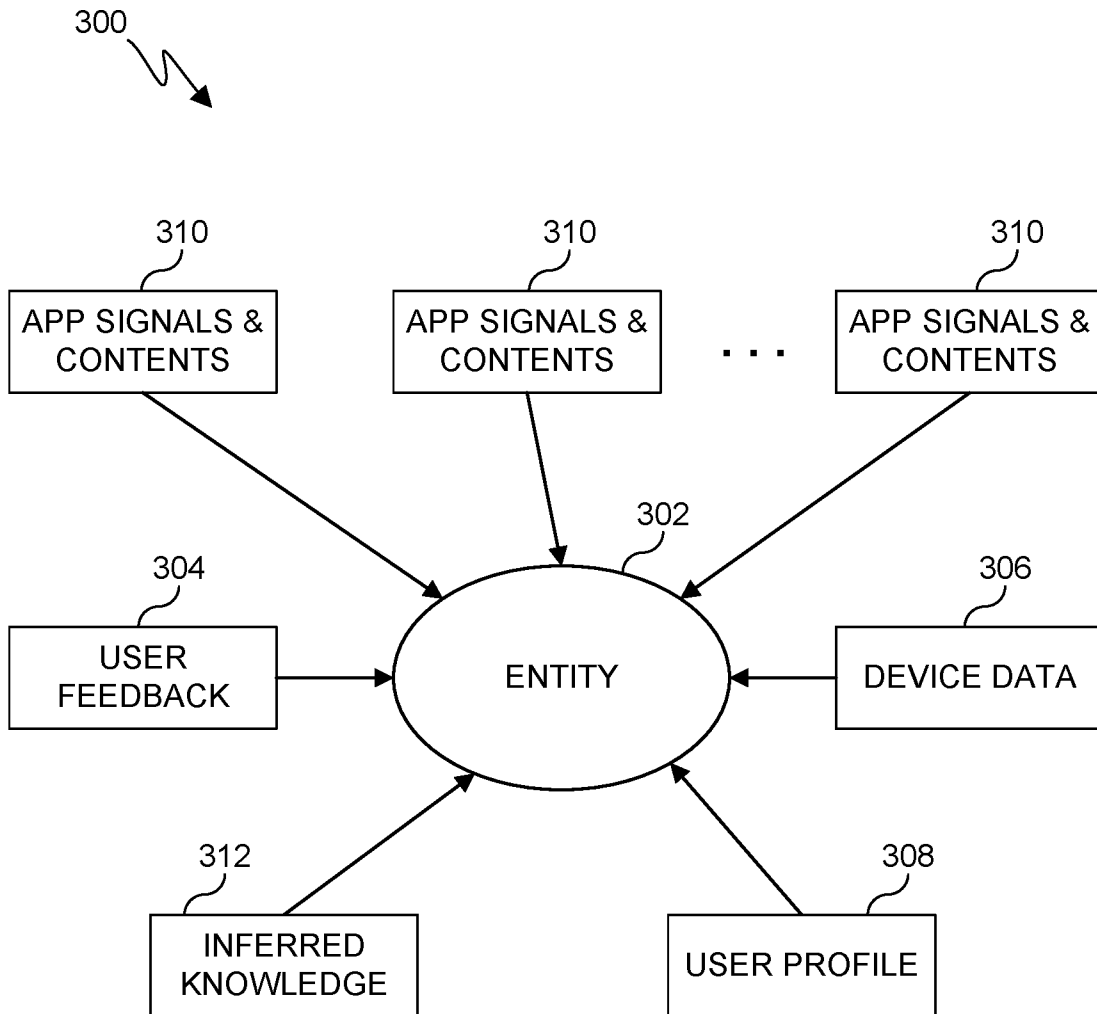 300
310
310
310
APP SIGNALS &
CONTENTS
APP SIGNALS &
CONTENTS
. . .
APP SIGNALS &
CONTENTS
302
304
306
USER
FEEDBACK
ENTITY
DEVICE DATA
312
308
INFERRED
KNOWLEDGE
USER PROFILE